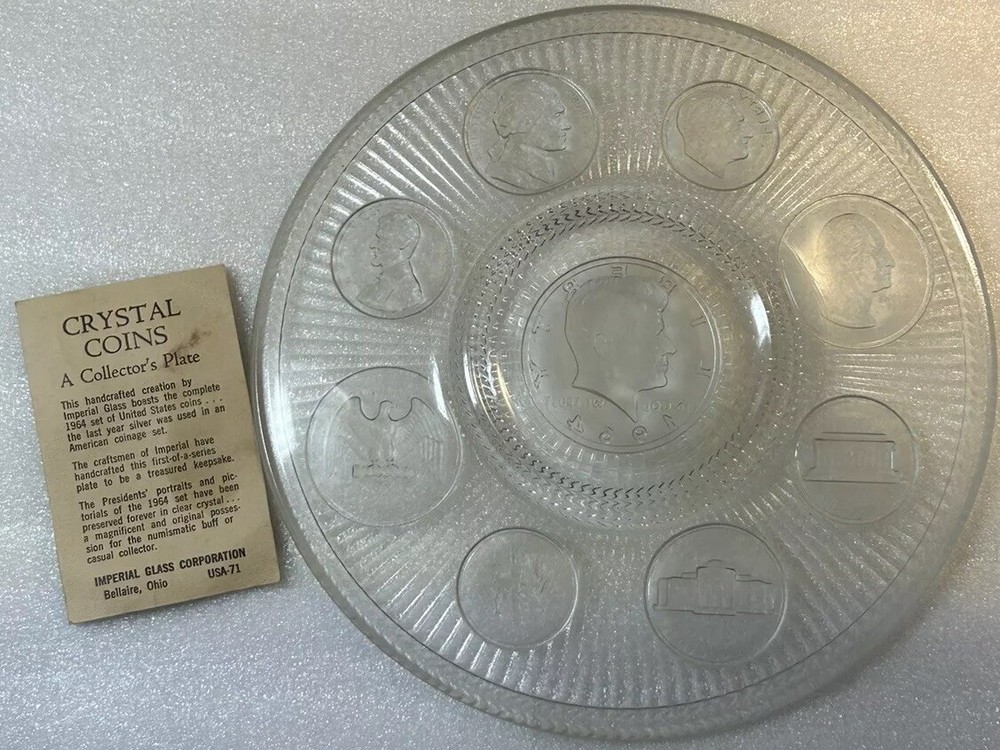 CRYSTAL
COINS
A Collector's Plate
This handcrafted creation by
Imperial Glass boasts the complete
1964 set of United States coins . . .
the last year silver was used in an
American coinage set.
The craftsmen of Imperial have
handcrafted this first-of-a-series
plate to be a treasured keepsake.
The Presidents' portraits and pic-
torials of the 1964 set have been
preserved forever in clear crystal . . .
a magnificent and original posses-
sion for the numismatic buff or
casual collector.
IMPERIAL GLASS CORPORATION
Bellaire, Ohio USA-71